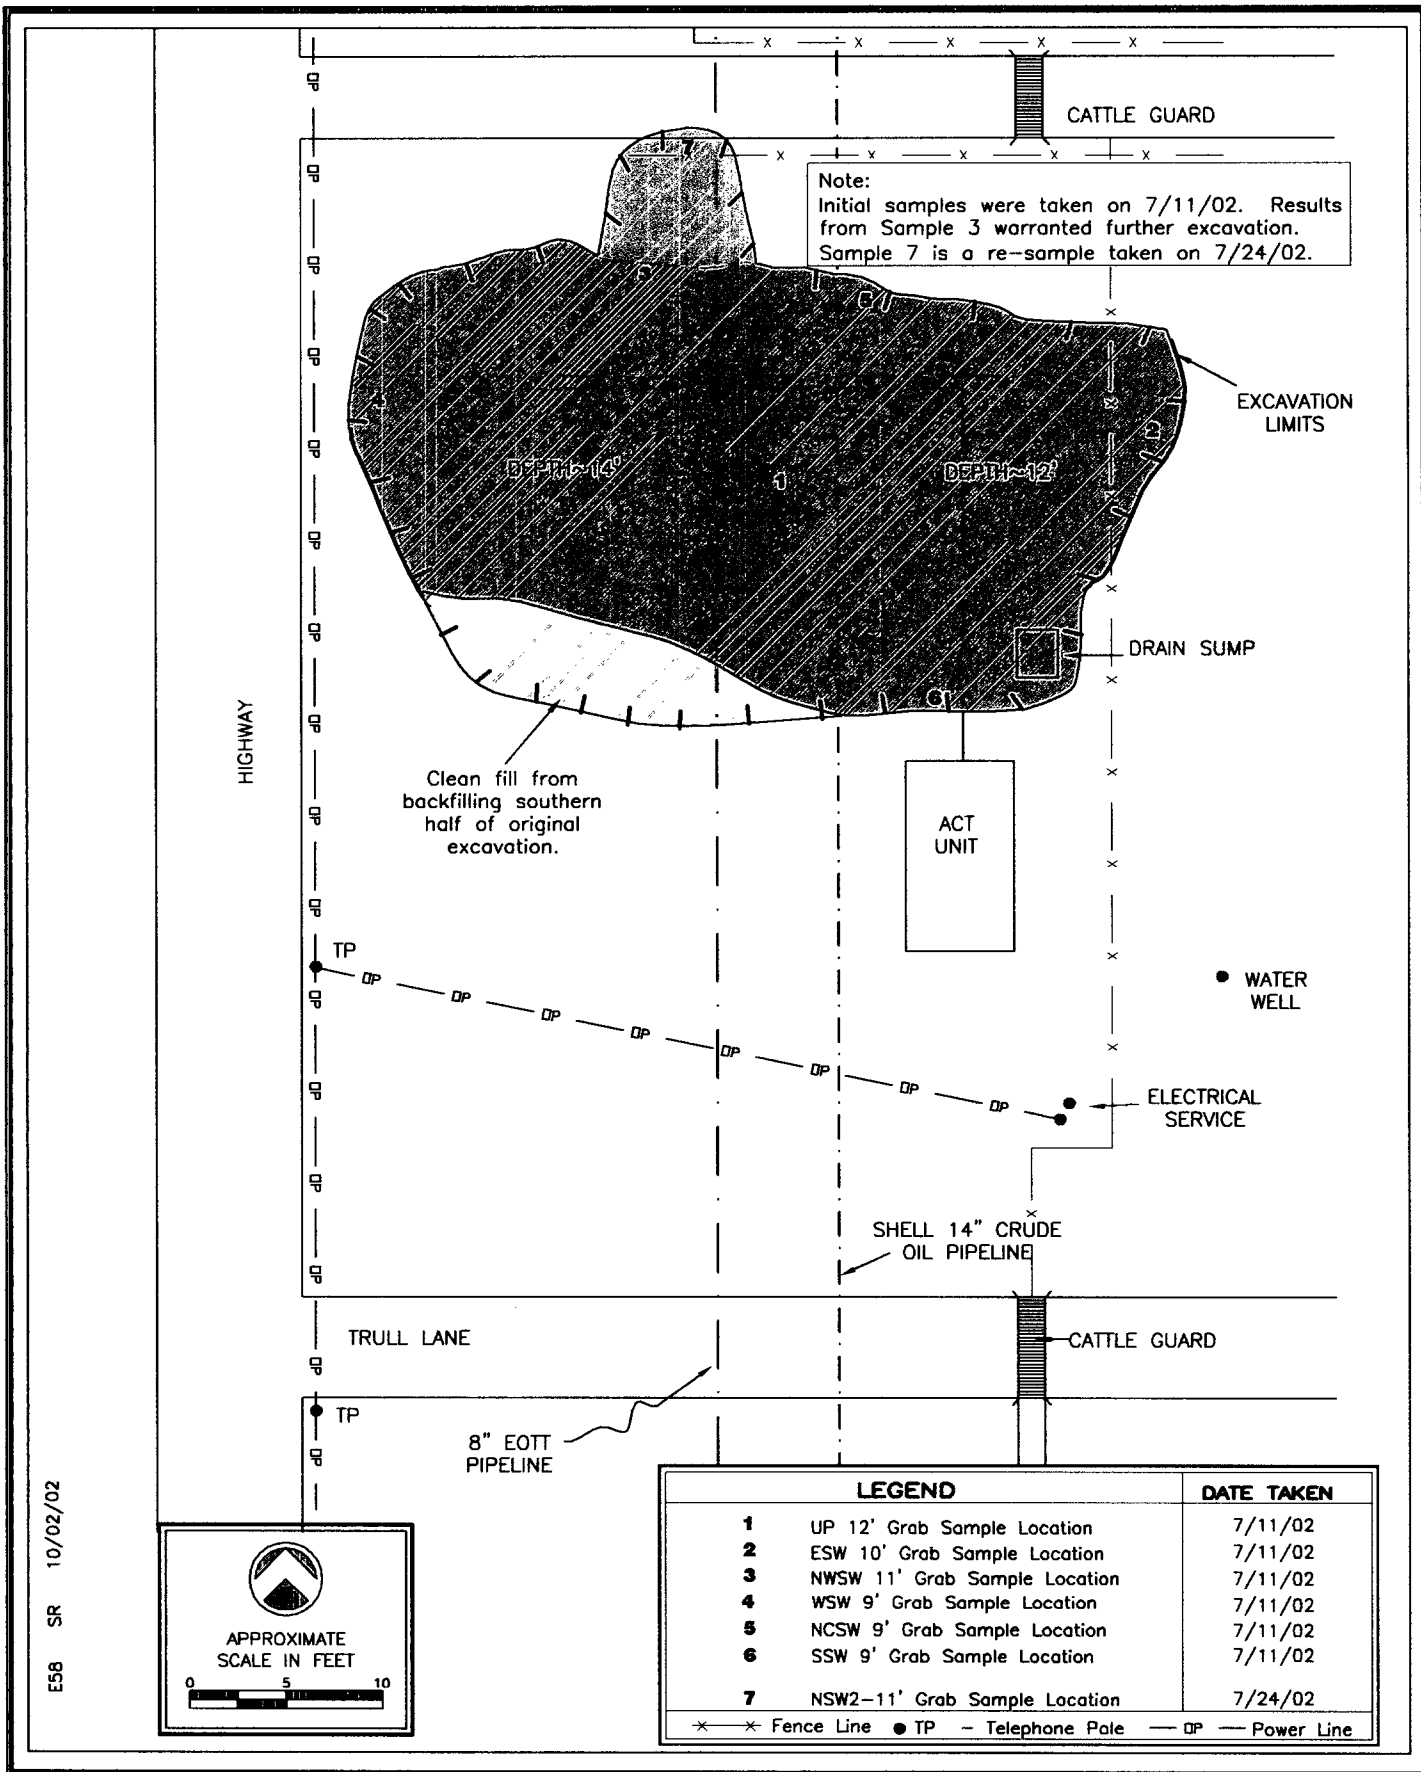 CATTLE GUARD
7
Note:
Initial samples were taken on 7/11/02. Results
from Sample 3 warranted further excavation.
Sample 7 is a re-sample taken on 7/24/02.
3
5
EXCAVATION
LIMITS
2
DEPTH~14'
1
DEPTH~12'
DRAIN SUMP
6
HIGHWAY
Clean fill from
backfilling southern
half of original
excavation.
ACT
UNIT
TP
WATER
WELL
ELECTRICAL
SERVICE
SHELL 14" CRUDE
OIL PIPELINE
TRULL LANE
CATTLE GUARD
TP
8" EOTT
PIPELINE
E58 SR 10/02/02
APPROXIMATE
SCALE IN FEET
0 5 10
LEGEND DATE TAKEN
1 UP 12' Grab Sample Location 7/11/02
2 ESW 10' Grab Sample Location 7/11/02
3 NWSW 11' Grab Sample Location 7/11/02
4 WSW 9' Grab Sample Location 7/11/02
5 NCSW 9' Grab Sample Location 7/11/02
6 SSW 9' Grab Sample Location 7/11/02
7 NSW2-11' Grab Sample Location 7/24/02
x x Fence Line ● TP - Telephone Pole — OP — Power Line